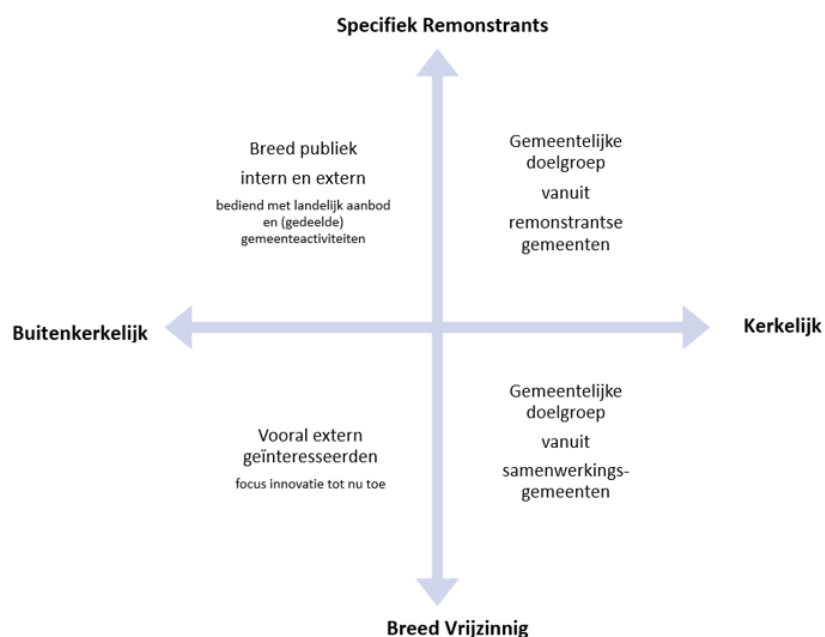 Specifiek Remonstrants
Breed publiek
intern en extern
bediend met landelijk aanbod
en (gedeelde)
gemeenteactiviteiten
Gemeentelijke
doelgroep
vanuit
remonstrantse
gemeenten
Buitenkerkelijk
Kerkelijk
Vooral extern
geïnteresseerden
focus innovatie tot nu toe
Gemeentelijke
doelgroep
vanuit
samenwerkings-
gemeenten
Breed Vrijzinnig